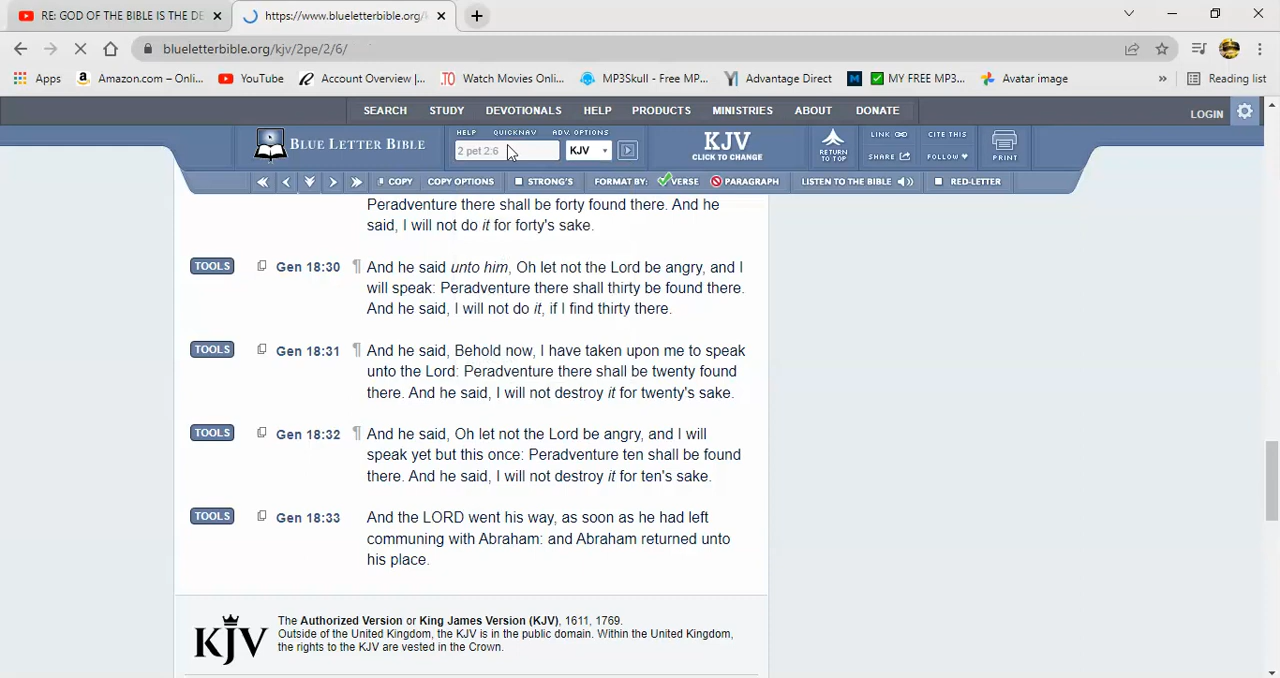 RE: GOD OF THE BIBLE IS THE DE
https://www.blueletterbible.org/
blueletterbible.org/kjv/2pe/2/6/
Apps Amazon.com – Onli... YouTube Account Overview |... Watch Movies Onli... MP3Skull - Free MP... Advantage Direct MY FREE MP3... Avatar image » Reading list
SEARCH STUDY DEVOTIONALS HELP PRODUCTS MINISTRIES ABOUT DONATE LOGIN
HELP QUICKNAV ADV. OPTIONS
BLUE LETTER BIBLE 2 pet 2:6 KJV
KJV
CLICK TO CHANGE
RETURN
TO TOP
LINK CITE THIS
SHARE FOLLOW PRINT
COPY COPY OPTIONS STRONG'S FORMAT BY: VERSE PARAGRAPH LISTEN TO THE BIBLE RED-LETTER
Peradventure there shall be forty found there. And he
said, I will not do it for forty's sake.
TOOLS Gen 18:30 ¶ And he said unto him, Oh let not the Lord be angry, and I
will speak: Peradventure there shall thirty be found there.
And he said, I will not do it, if I find thirty there.
TOOLS Gen 18:31 ¶ And he said, Behold now, I have taken upon me to speak
unto the Lord: Peradventure there shall be twenty found
there. And he said, I will not destroy it for twenty's sake.
TOOLS Gen 18:32 ¶ And he said, Oh let not the Lord be angry, and I will
speak yet but this once: Peradventure ten shall be found
there. And he said, I will not destroy it for ten's sake.
TOOLS Gen 18:33 And the LORD went his way, as soon as he had left
communing with Abraham: and Abraham returned unto
his place.
KJV
The Authorized Version or King James Version (KJV), 1611, 1769.
Outside of the United Kingdom, the KJV is in the public domain. Within the United Kingdom,
the rights to the KJV are vested in the Crown.